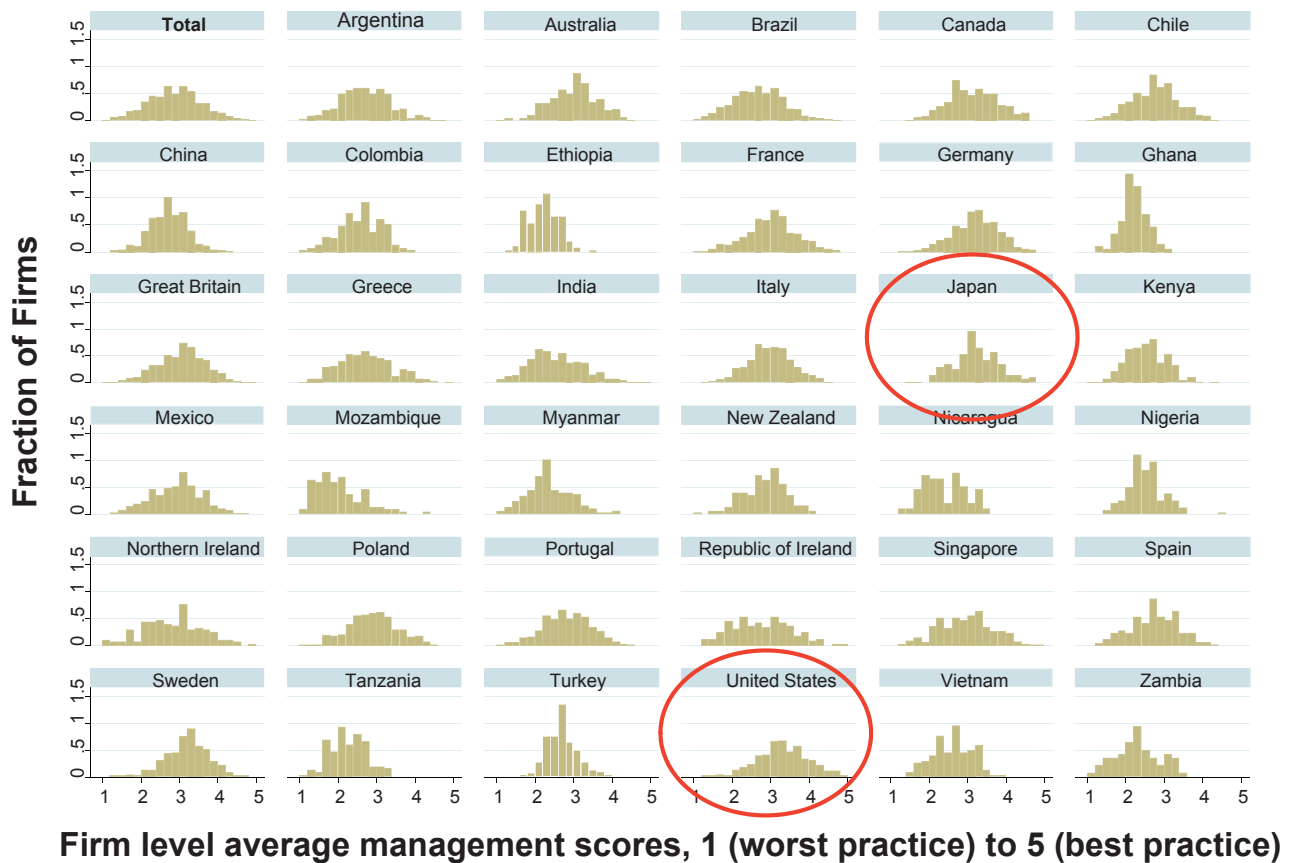 Total Argentina Australia Brazil Canada Chile
0 .5 1 1.5
China Colombia Ethiopia France Germany Ghana
0 .5 1 1.5
Great Britain Greece India Italy Japan Kenya
0 .5 1 1.5
Mexico Mozambique Myanmar New Zealand Nicaragua Nigeria
0 .5 1 1.5
Northern Ireland Poland Portugal Republic of Ireland Singapore Spain
0 .5 1 1.5
Sweden Tanzania Turkey United States Vietnam Zambia
0 .5 1 1.5
1 2 3 4 5 1 2 3 4 5 1 2 3 4 5 1 2 3 4 5 1 2 3 4 5 1 2 3 4 5
Fraction of Firms
Firm level average management scores, 1 (worst practice) to 5 (best practice)